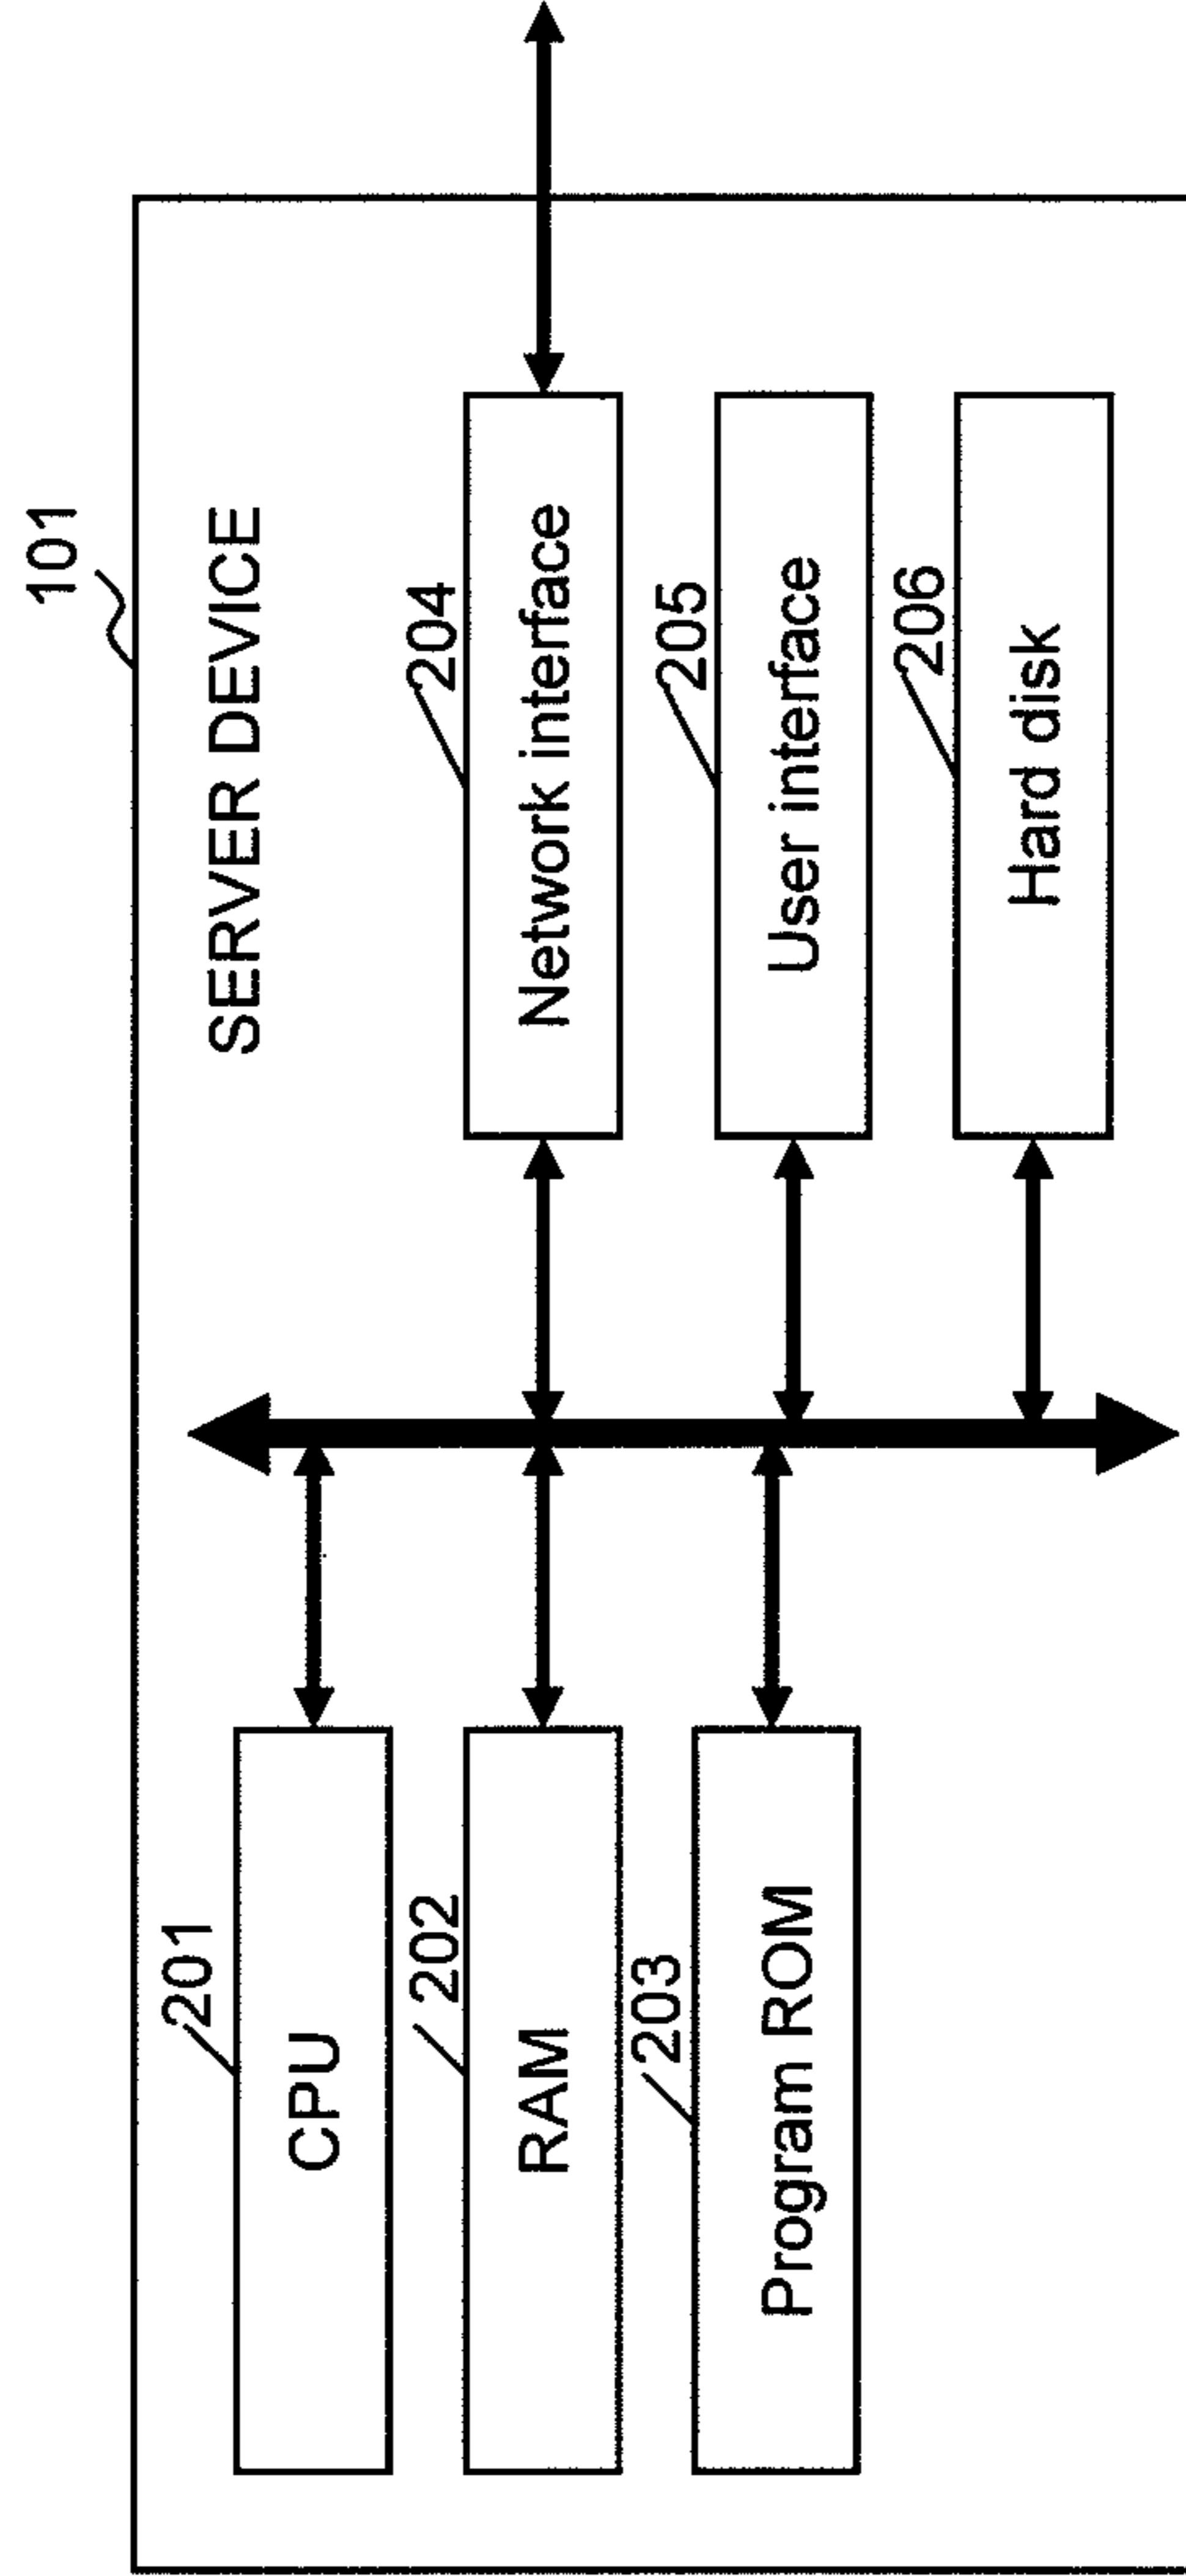 101
SERVER DEVICE
201
CPU
204
Network interface
202
RAM
205
User interface
203
Program ROM
206
Hard disk